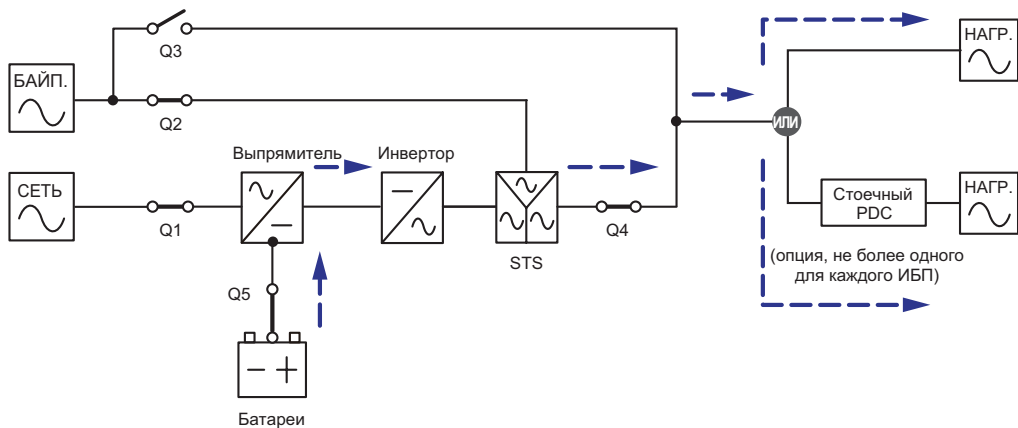 НАГР.
Q3
БАЙП.
Q2
ИЛИ
Выпрямитель
Инвертор
СЕТЬ
Q1
STS
Q4
Стоечный
PDC
НАГР.
(опция, не более одного
для каждого ИБП)
Q5
Батареи